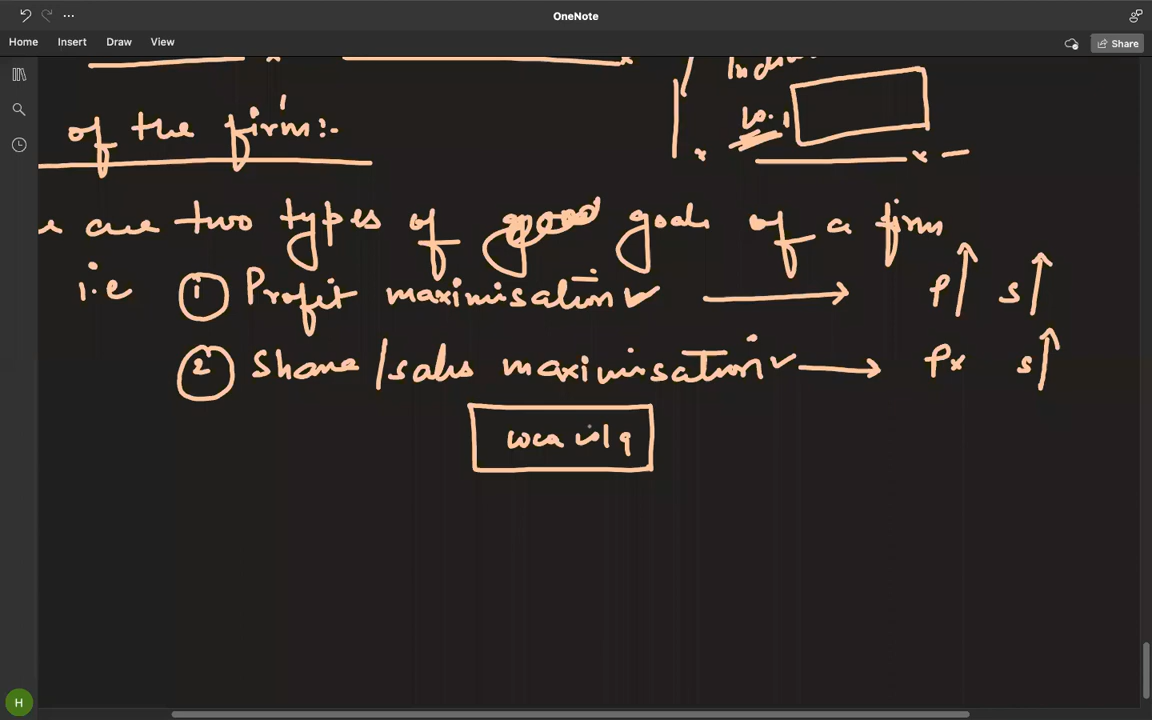 OneNote
Home Insert Draw View Share
of the firm:-
are two types of goals of a firm
i.e ① Profit maximisation ✓ → P↑ S↑
② Share/sales maximisation ✓ → Px S↑
H